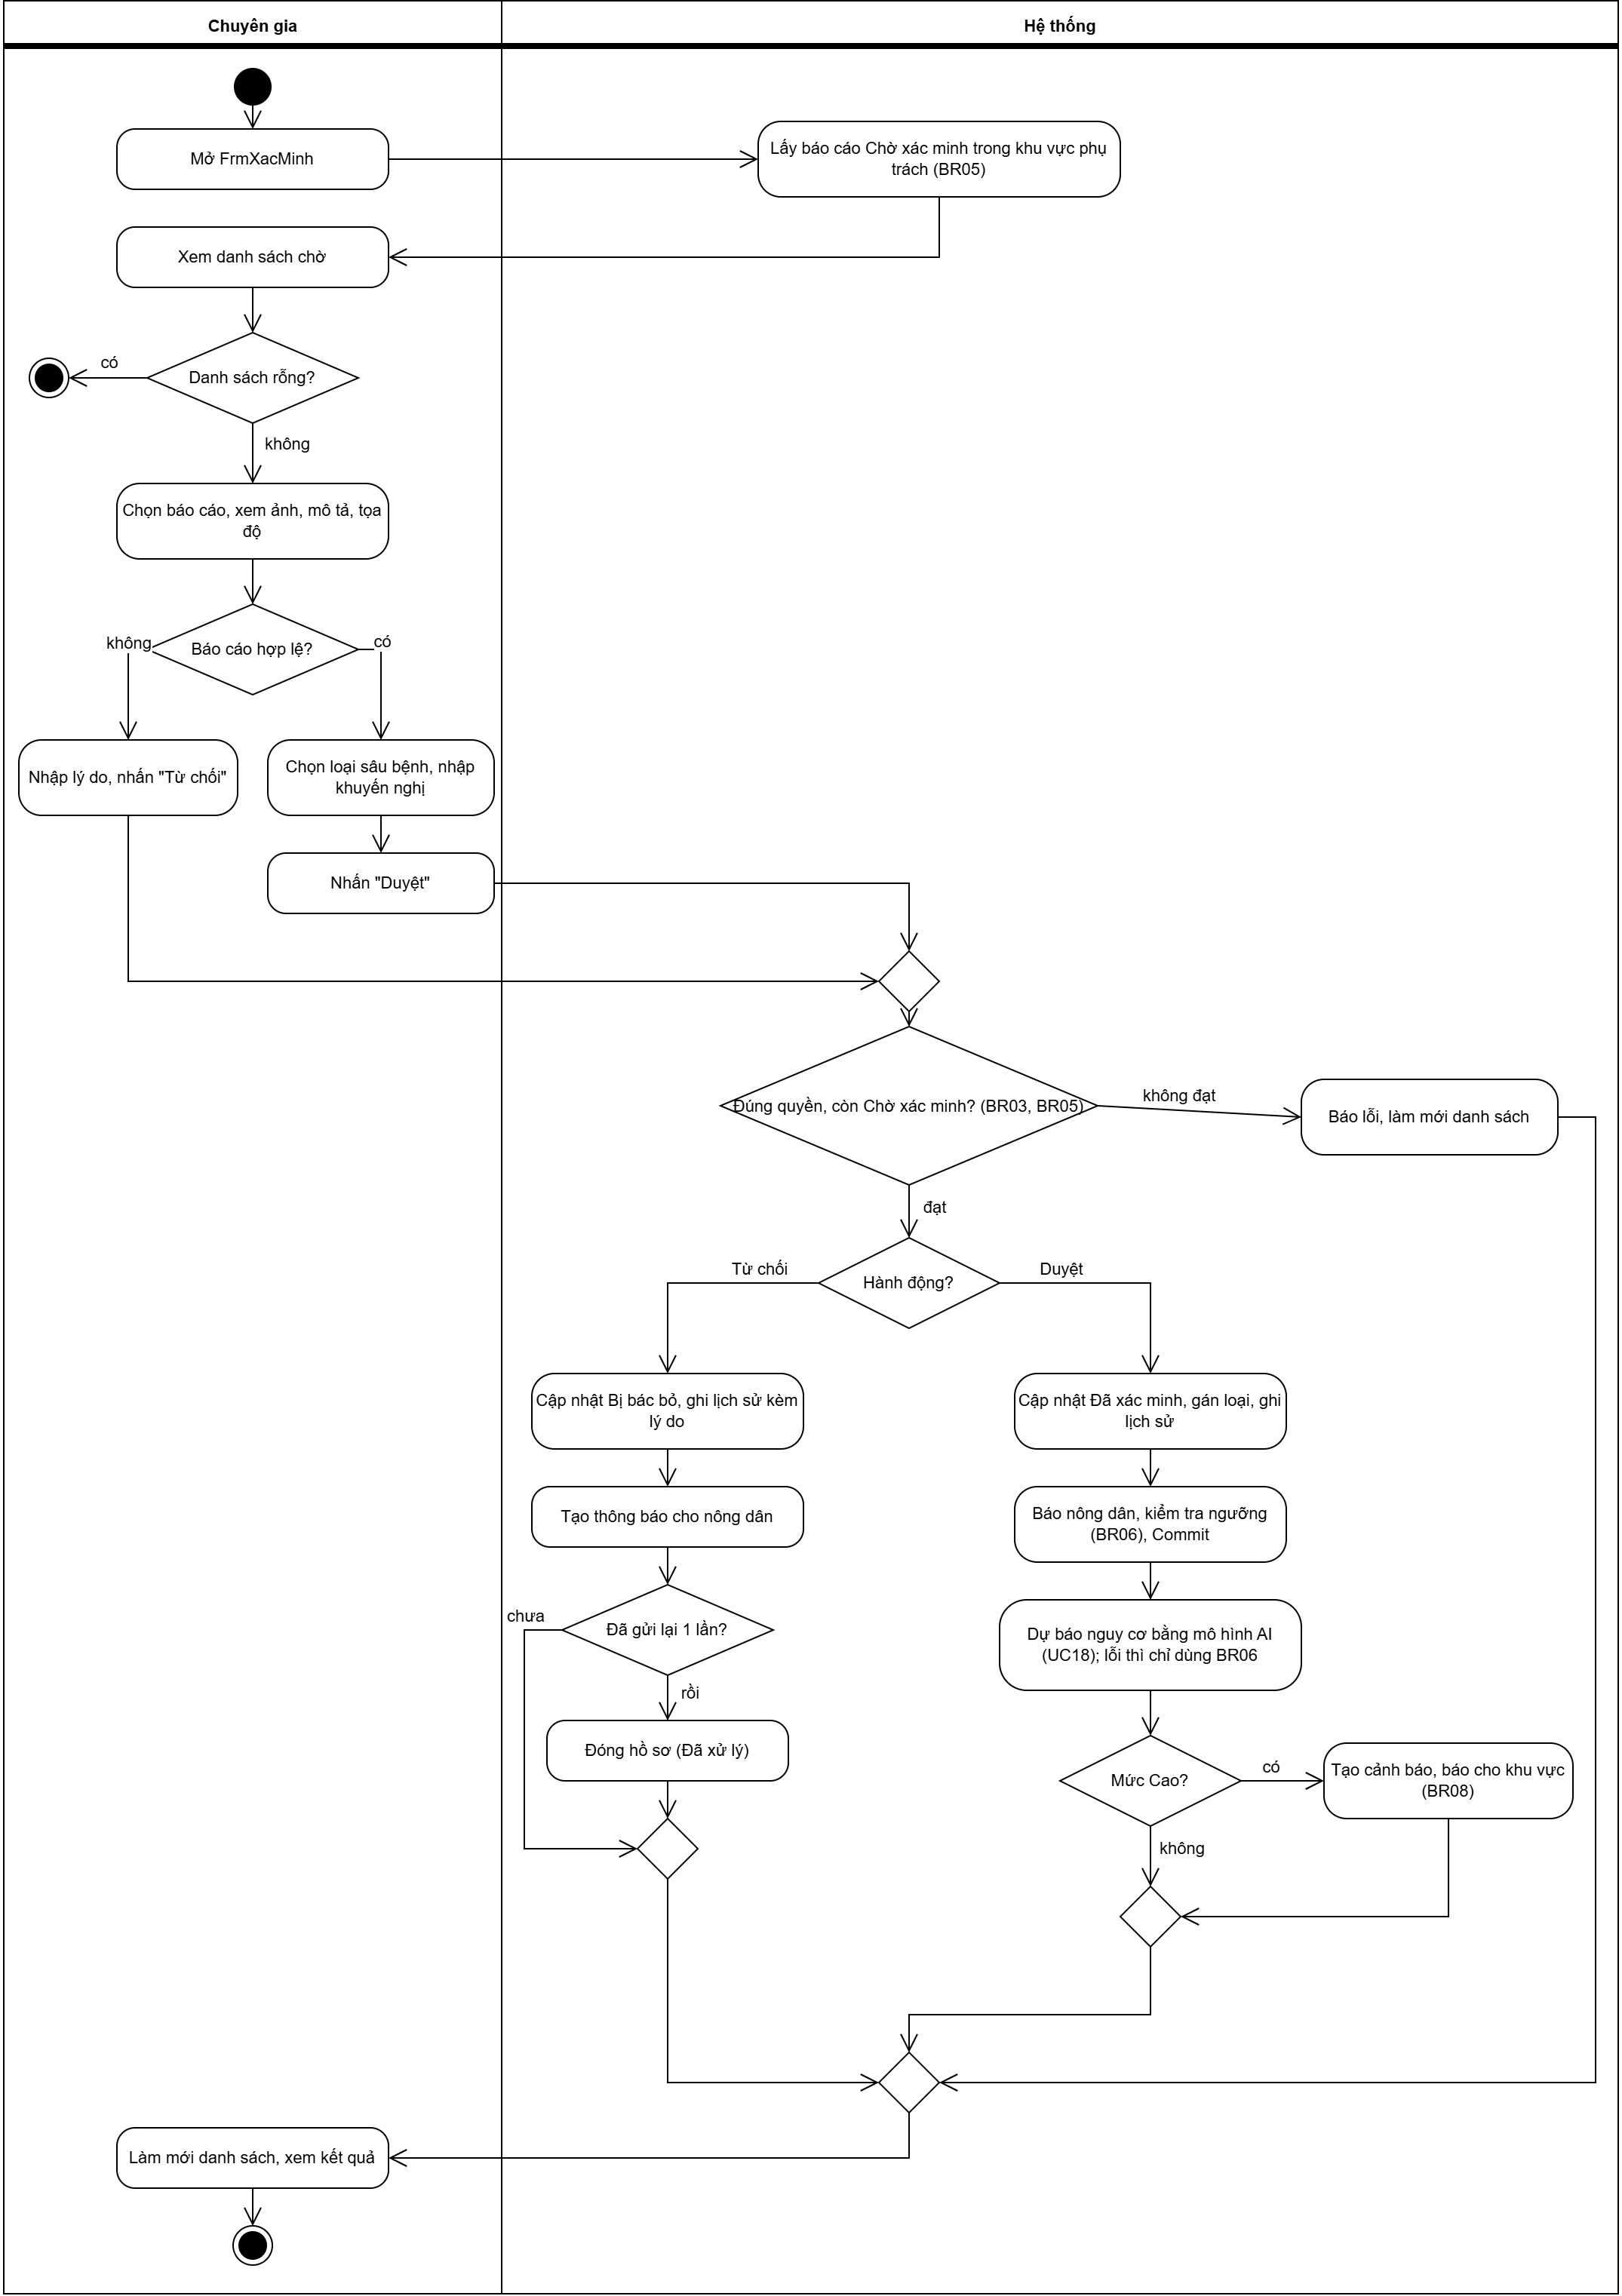 Chuyên gia
Hệ thống
Mở FrmXacMinh
Lấy báo cáo Chờ xác minh trong khu vực phụ
trách (BR05)
Xem danh sách chờ
Danh sách rỗng?
có
không
Chọn báo cáo, xem ảnh, mô tả, tọa
độ
Báo cáo hợp lệ?
không
có
Nhập lý do, nhấn "Từ chối"
Chọn loại sâu bệnh, nhập
khuyến nghị
Nhấn "Duyệt"
Đúng quyền, còn Chờ xác minh? (BR03, BR05)
không đạt
Báo lỗi, làm mới danh sách
đạt
Hành động?
Từ chối
Duyệt
Cập nhật Bị bác bỏ, ghi lịch sử kèm
lý do
Cập nhật Đã xác minh, gán loại, ghi
lịch sử
Tạo thông báo cho nông dân
Báo nông dân, kiểm tra ngưỡng
(BR06), Commit
Đã gửi lại 1 lần?
chưa
rồi
Dự báo nguy cơ bằng mô hình AI
(UC18); lỗi thì chỉ dùng BR06
Đóng hồ sơ (Đã xử lý)
Mức Cao?
có
không
Tạo cảnh báo, báo cho khu vực
(BR08)
Làm mới danh sách, xem kết quả